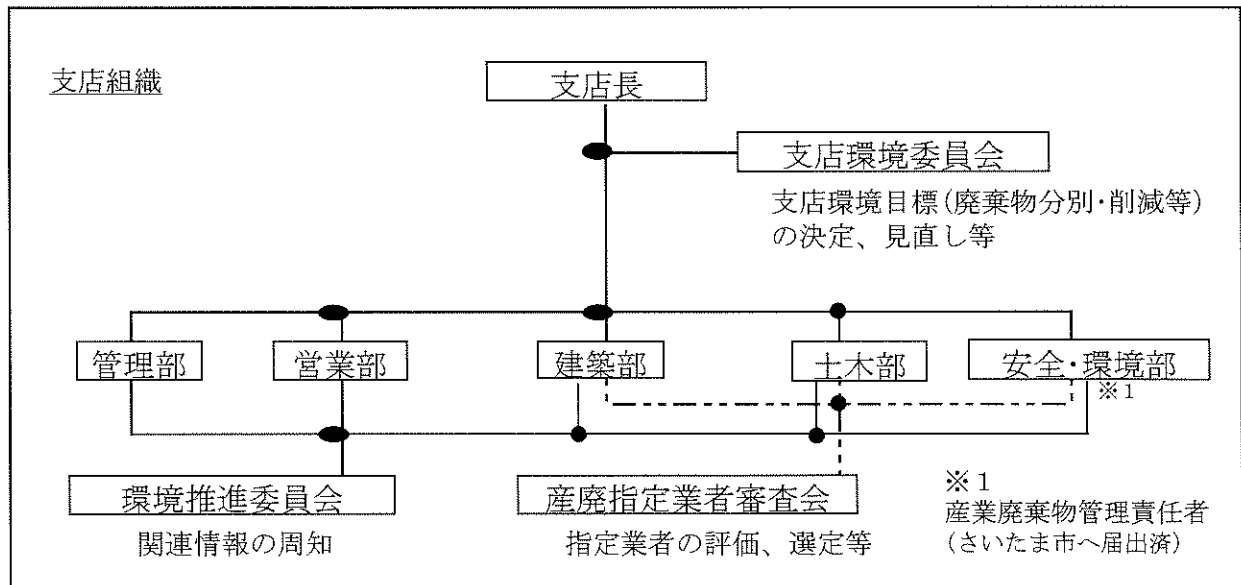 支店組織
支店長
支店環境委員会
支店環境目標(廃棄物分別・削減等)
の決定、見直し等
管理部
営業部
建築部
土木部
安全・環境部
※1
環境推進委員会
関連情報の周知
産廃指定業者審査会
指定業者の評価、選定等
※1
産業廃棄物管理責任者
(さいたま市へ届出済)